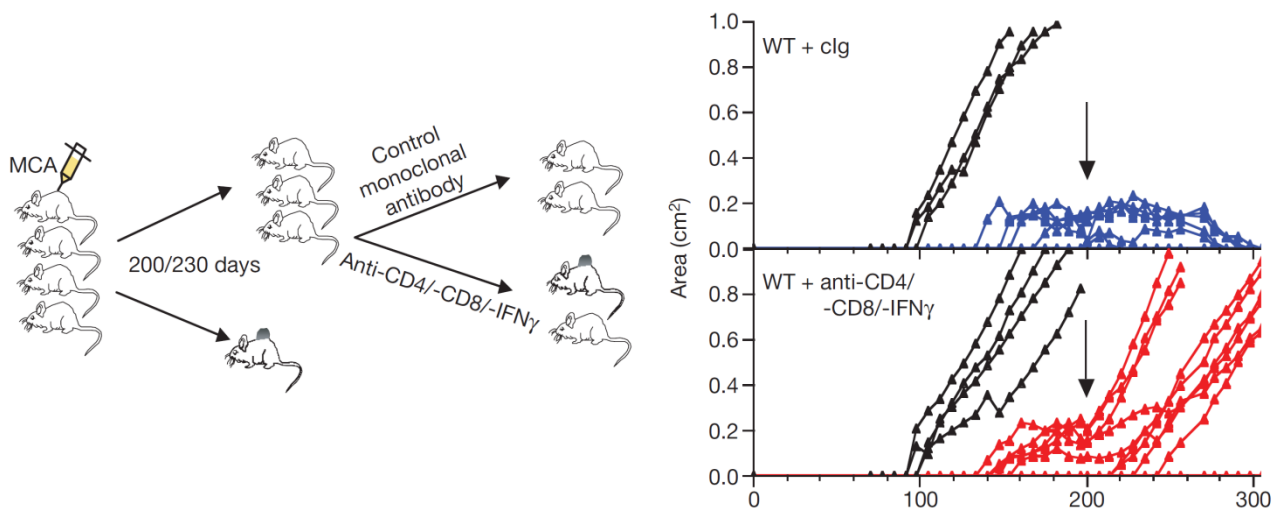 MCA
200/230 days
Control
monoclonal
antibody
Anti-CD4/-CD8/-IFNγ
Area (cm²)
WT + cIg
1.0
0.8
0.6
0.4
0.2
0.0
WT + anti-CD4/
-CD8/-IFNγ
0.8
0.6
0.4
0.2
0.0
0 100 200 300